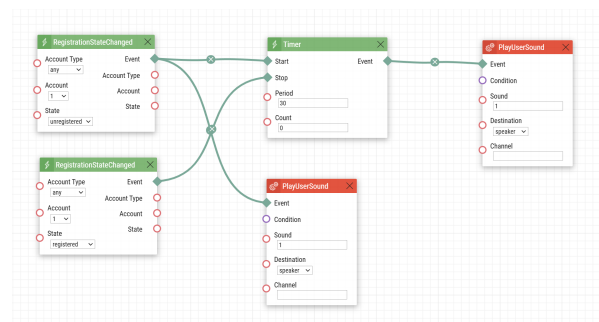 RegistrationStateChanged
Account Type
Event
any
Account Type
Account
Account
1
State
State
unregistered
Timer
Start
Event
Stop
Period
30
Count
0
PlayUserSound
Event
Condition
Sound
1
Destination
speaker
Channel
RegistrationStateChanged
Account Type
Event
any
Account Type
Account
Account
1
State
State
registered
PlayUserSound
Event
Condition
Sound
1
Destination
speaker
Channel